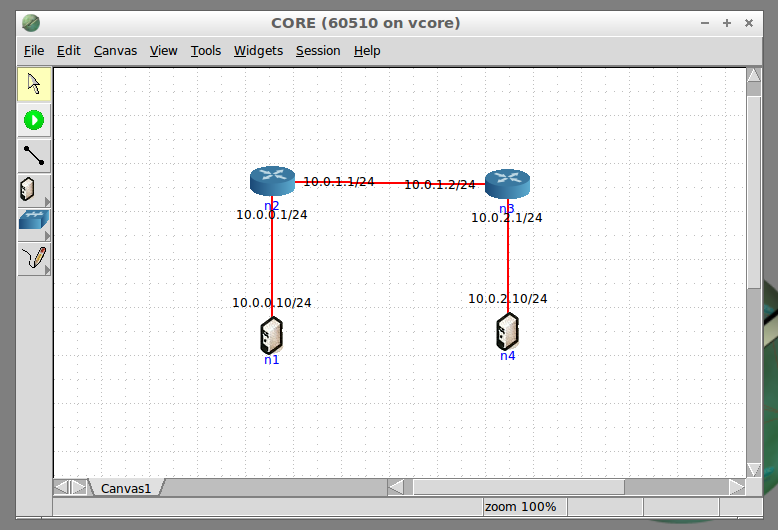 CORE (60510 on vcore)
File Edit Canvas View Tools Widgets Session Help
10.0.1.1/24 10.0.1.2/24
n2 n3
10.0.0.1/24 10.0.2.1/24
10.0.0.10/24 10.0.2.10/24
n1 n4
Canvas1
zoom 100%